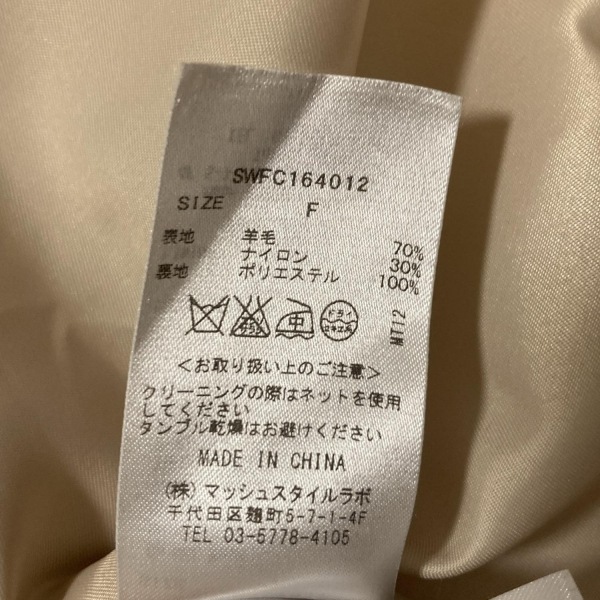 SWFC164012
SIZE F
表地 羊毛 70%
ナイロン 30%
裏地 ポリエステル 100%
中 ドライ
MT12
<お取り扱い上のご注意>
クリーニングの際はネットを使用
してください
タンブル乾燥はお避けください
MADE IN CHINA
(株) マッシュスタイルラボ
千代田区麹町5-7-1-4F
TEL 03-5778-4105